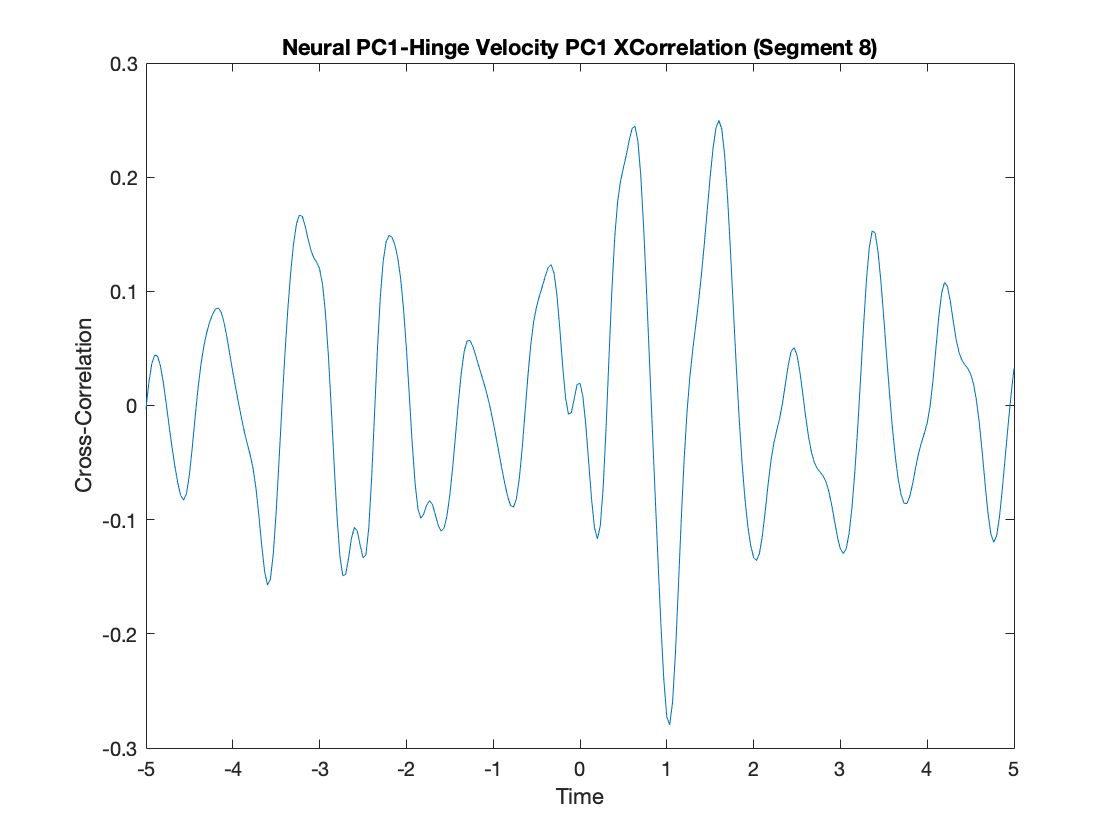 Neural PC1-Hinge Velocity PC1 XCorrelation (Segment 8)
0.3
0.2
0.1
0
-0.1
-0.2
-0.3
Cross-Correlation
-5 -4 -3 -2 -1 0 1 2 3 4 5
Time